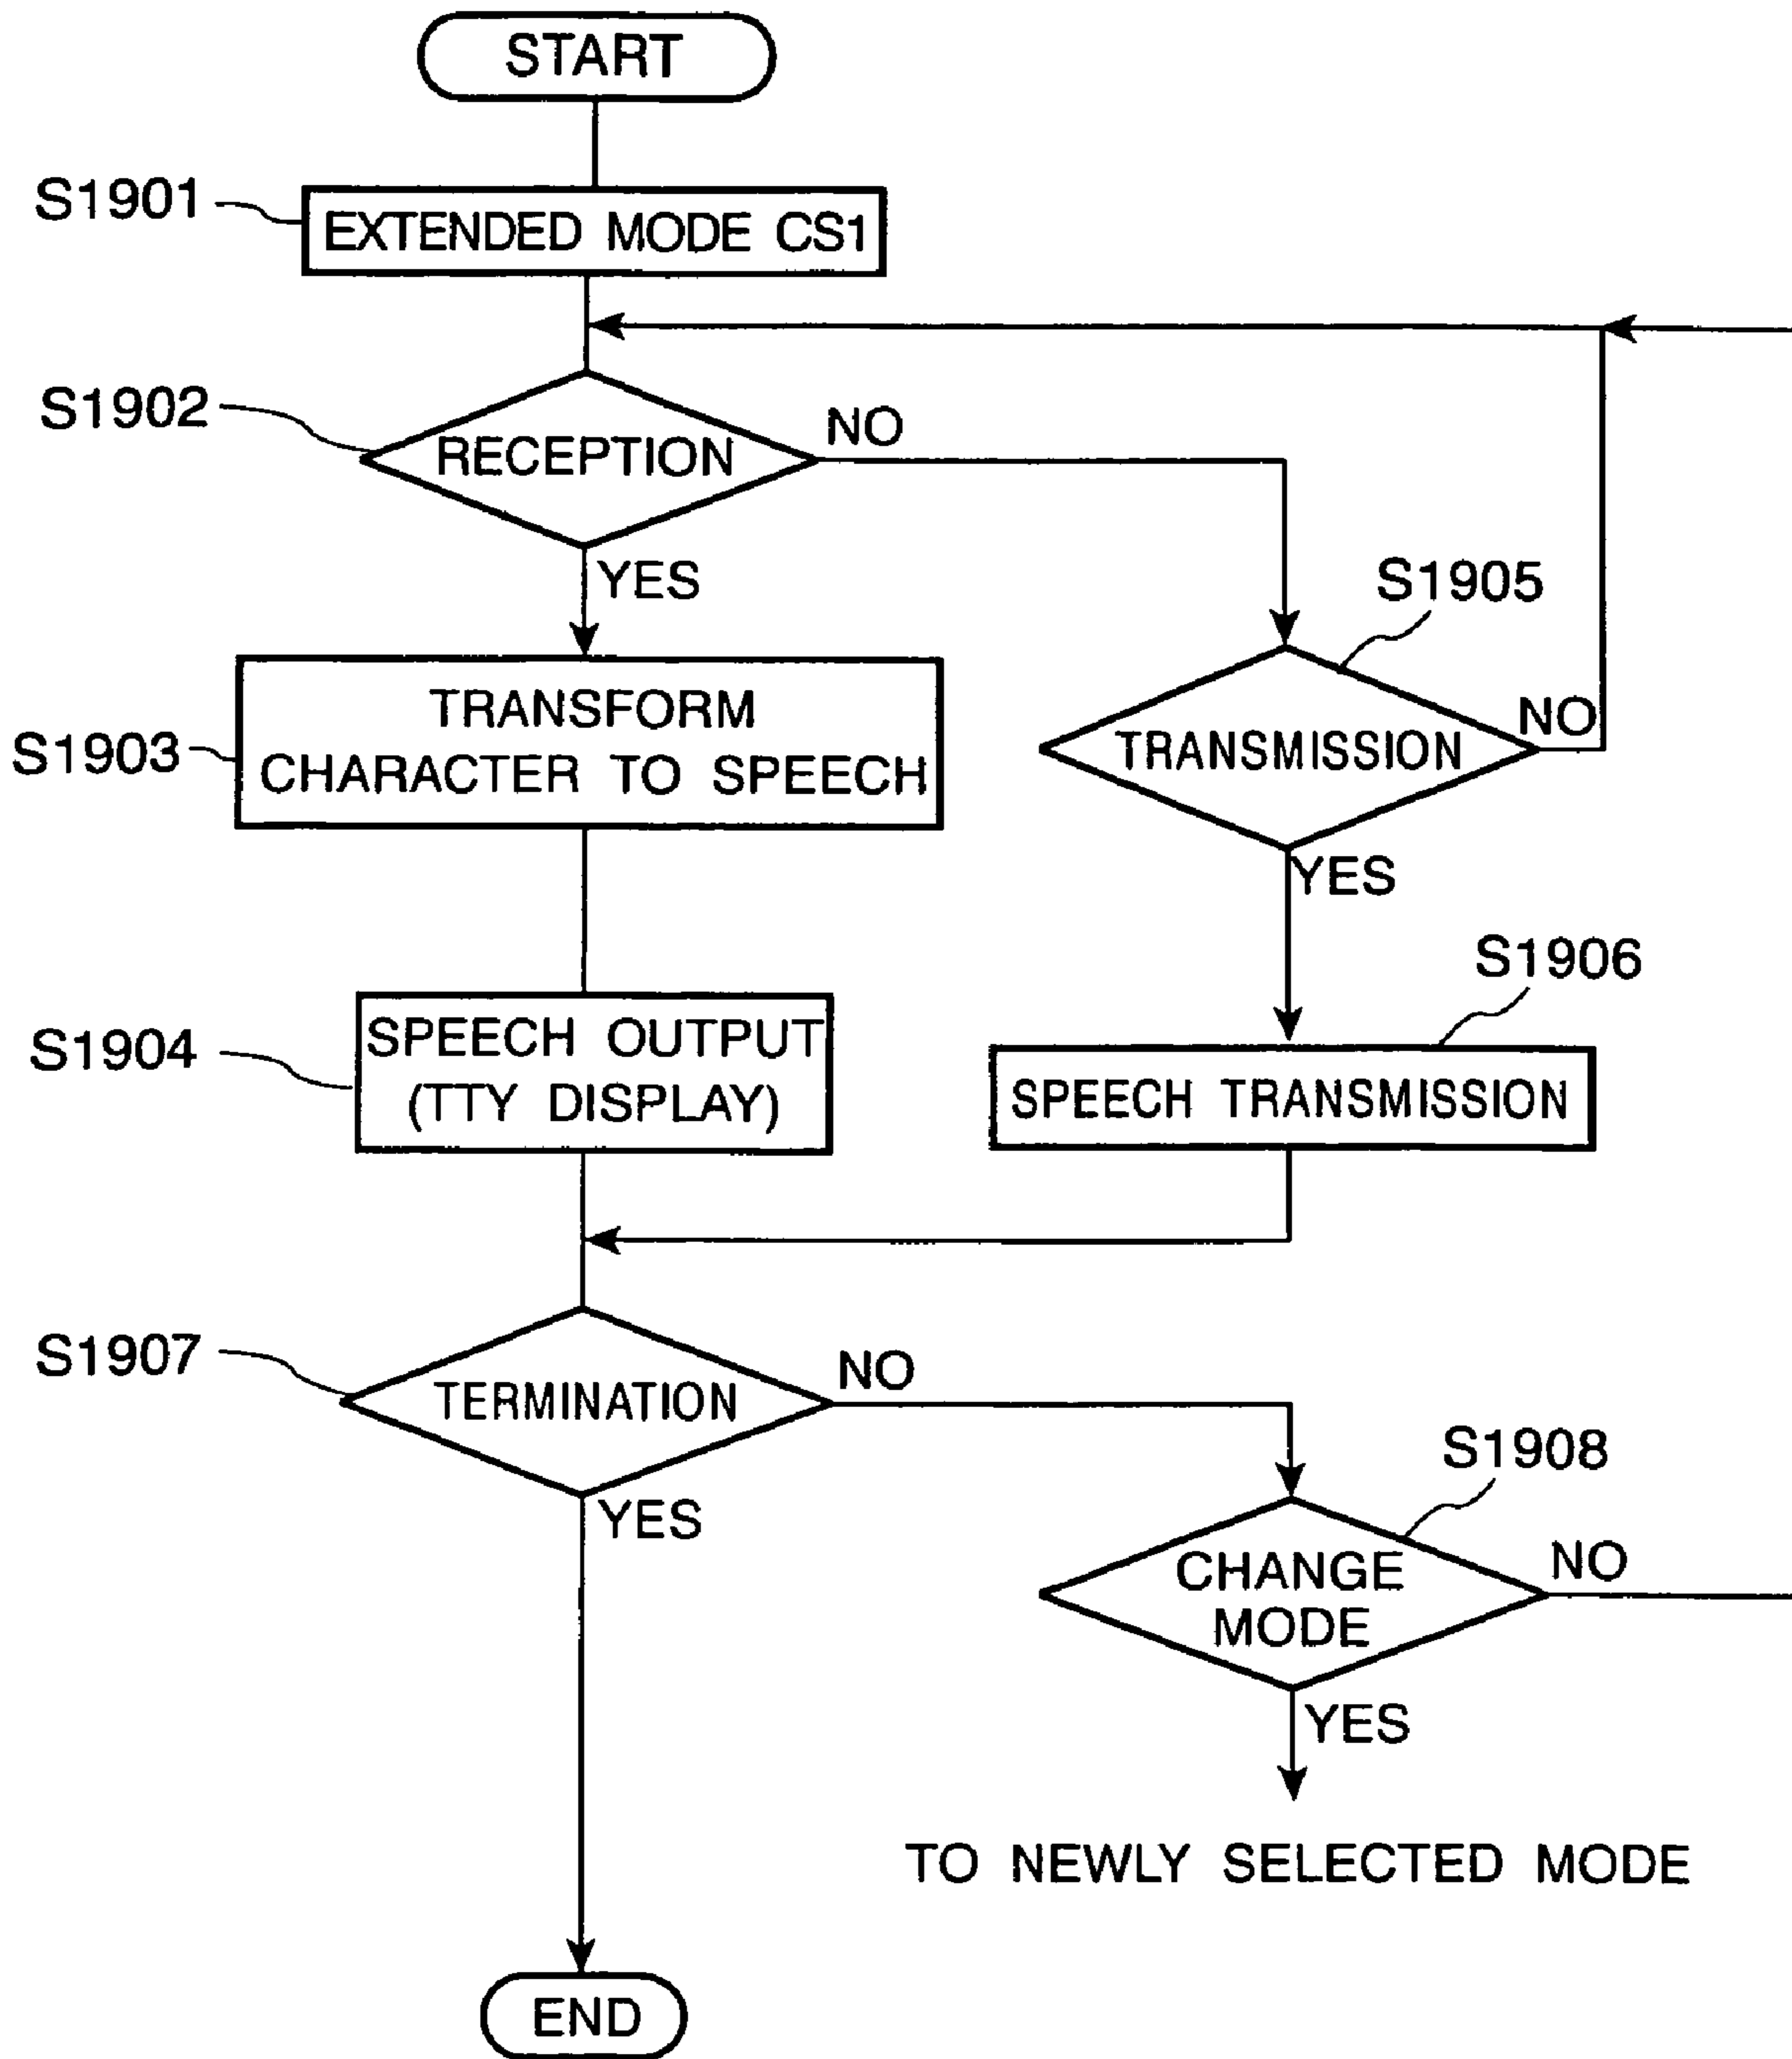 START
S1901
EXTENDED MODE CS1
S1902
RECEPTION
NO
YES
S1905
TRANSFORM
CHARACTER TO SPEECH
S1903
TRANSMISSION
NO
YES
S1906
S1904
SPEECH OUTPUT
(TTY DISPLAY)
SPEECH TRANSMISSION
S1907
TERMINATION
NO
YES
S1908
CHANGE
MODE
NO
YES
TO NEWLY SELECTED MODE
END